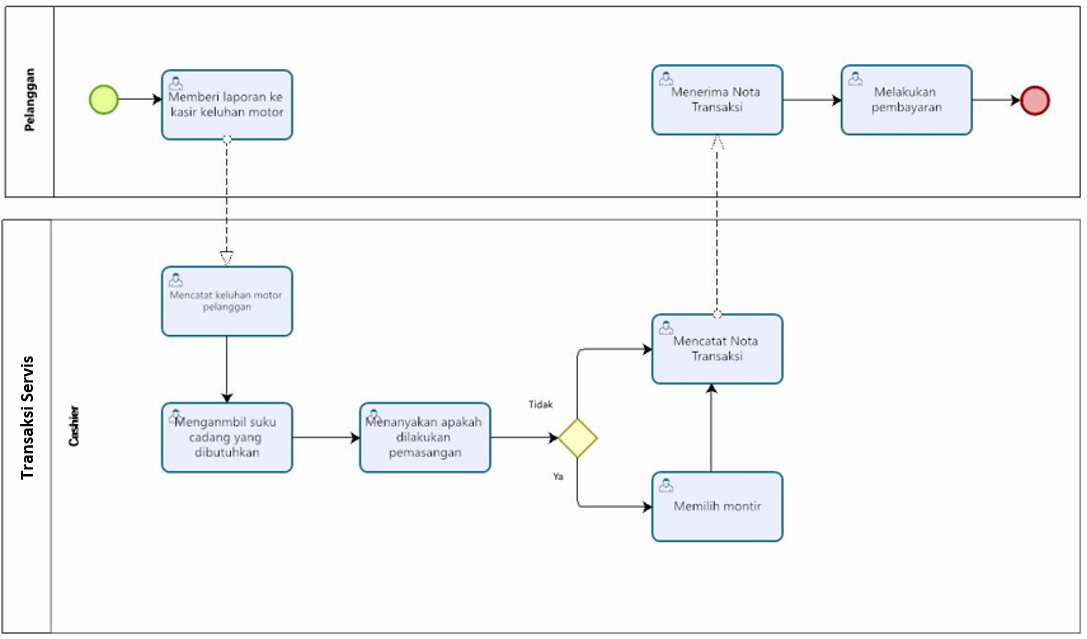 Pelanggan
Memberi laporan ke
kasir keluhan motor
Menerima Nota
Transaksi
Melakukan
pembayaran
Transaksi Servis
Cashier
Mencatat keluhan motor
pelanggan
Menganmbil suku
cadang yang
dibutuhkan
Menanyakan apakah
dilakukan
pemasangan
Tidak
Ya
Mencatat Nota
Transaksi
Memilih montir